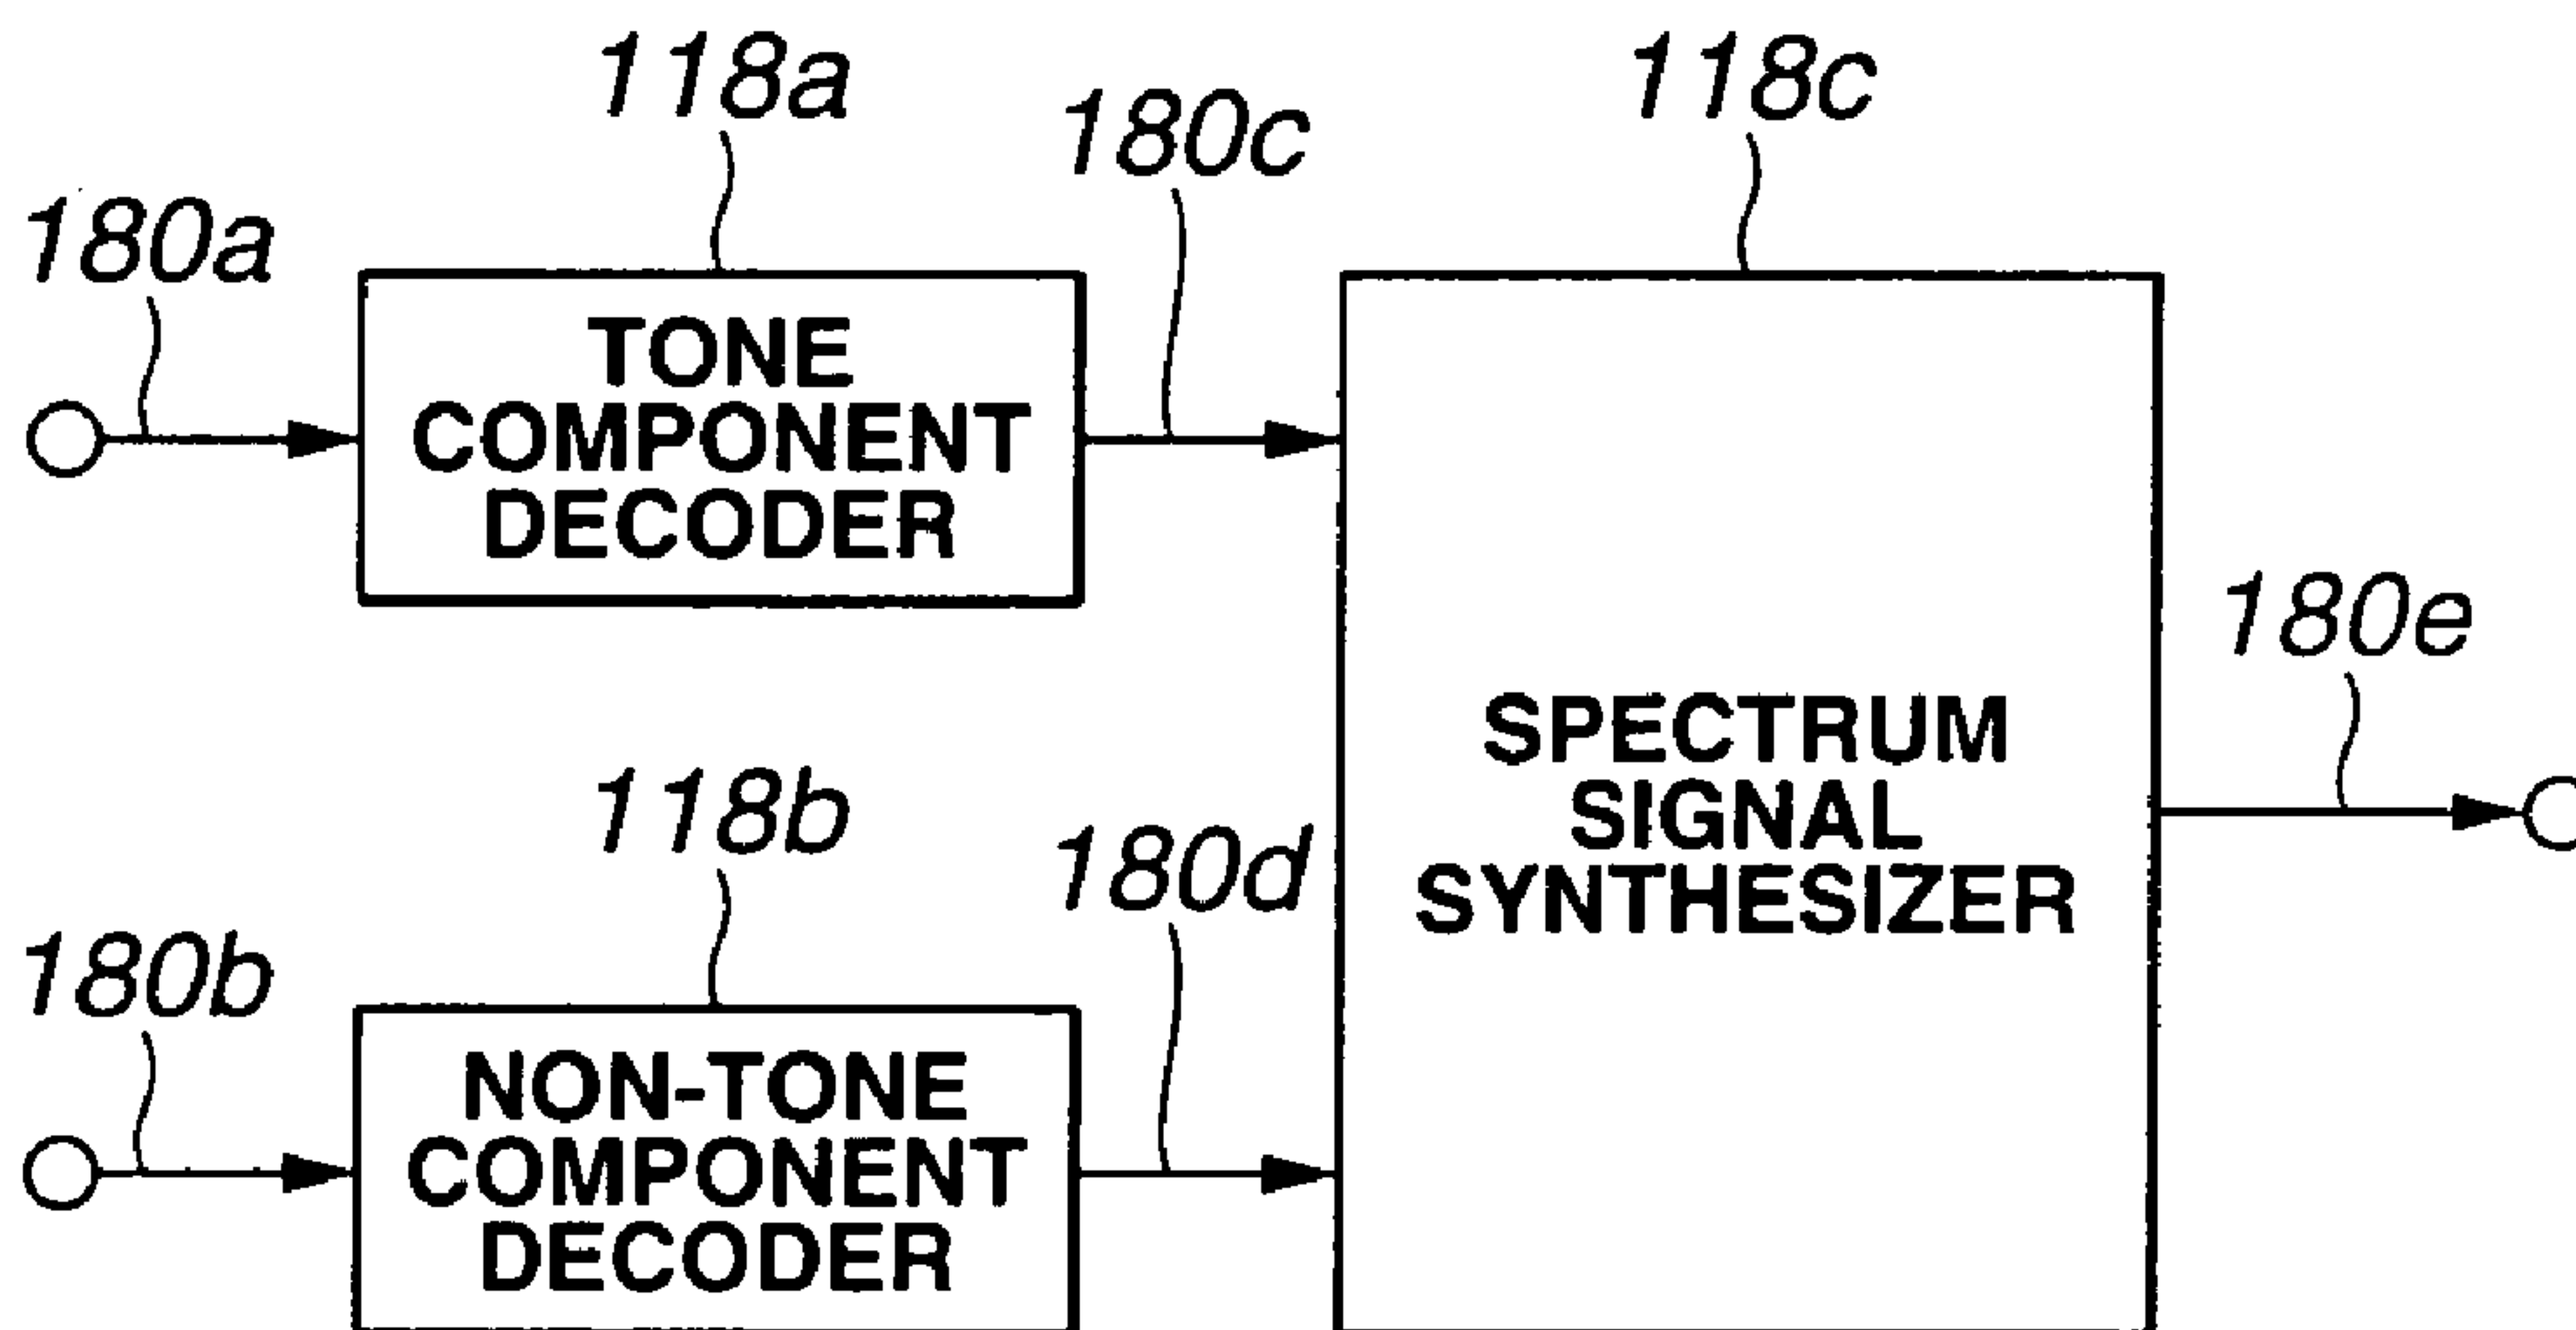 118a
118c
180c
180a
TONE
COMPONENT
DECODER
180e
SPECTRUM
SIGNAL
SYNTHESIZER
118b
180d
180b
NON-TONE
COMPONENT
DECODER